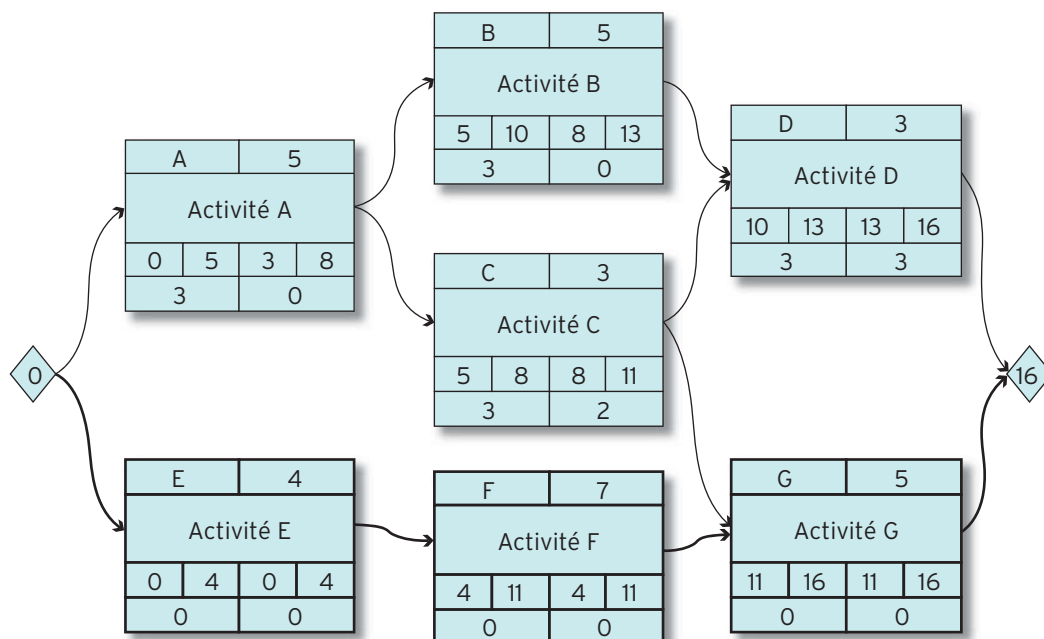 B 5
Activité B
5 10 8 13
3 0
A 5
Activité A
0 5 3 8
3 0
D 3
Activité D
10 13 13 16
3 3
C 3
Activité C
5 8 8 11
3 2
0
16
E 4
Activité E
0 4 0 4
0 0
F 7
Activité F
4 11 4 11
0 0
G 5
Activité G
11 16 11 16
0 0